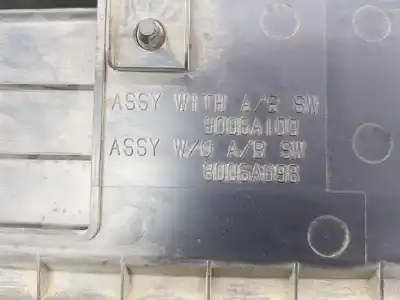 ASSY WITH A/B SW
8006A100
ASSY W/O A/B SW
8006A098